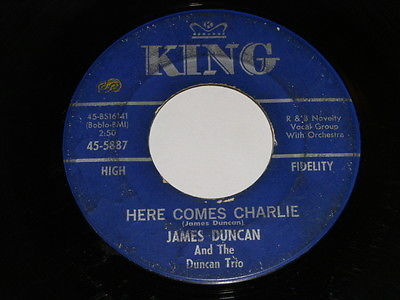 K
KING
45-BS16141
(Boblo-BMI)
2:50
45-5887
R & B Novelty
Vocal Group
With Orchestra
HIGH FIDELITY
HERE COMES CHARLIE
(James Duncan)
JAMES DUNCAN
And The
Duncan Trio